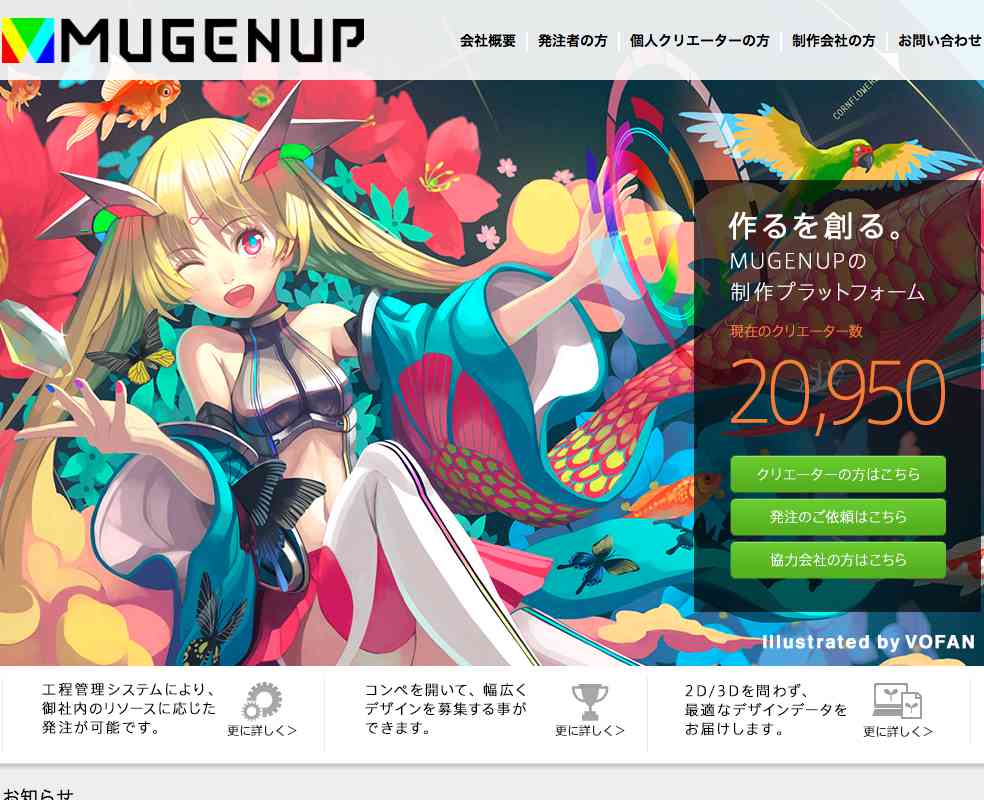 MUGENUP
会社概要
発注者の方
個人クリエーターの方
制作会社の方
お問い合わせ
CORNFLOWER
作るを創る。
MUGENUPの
制作プラットフォーム
現在のクリエーター数
20,950
クリエーターの方はこちら
発注のご依頼はこちら
協力会社の方はこちら
Illustrated by VOFAN
工程管理システムにより、
御社内のリソースに応じた
発注が可能です。
更に詳しく＞
コンペを開いて、幅広く
デザインを募集する事が
できます。
更に詳しく＞
2D/3Dを問わず、
最適なデザインデータを
お届けします。
更に詳しく＞
お知らせ